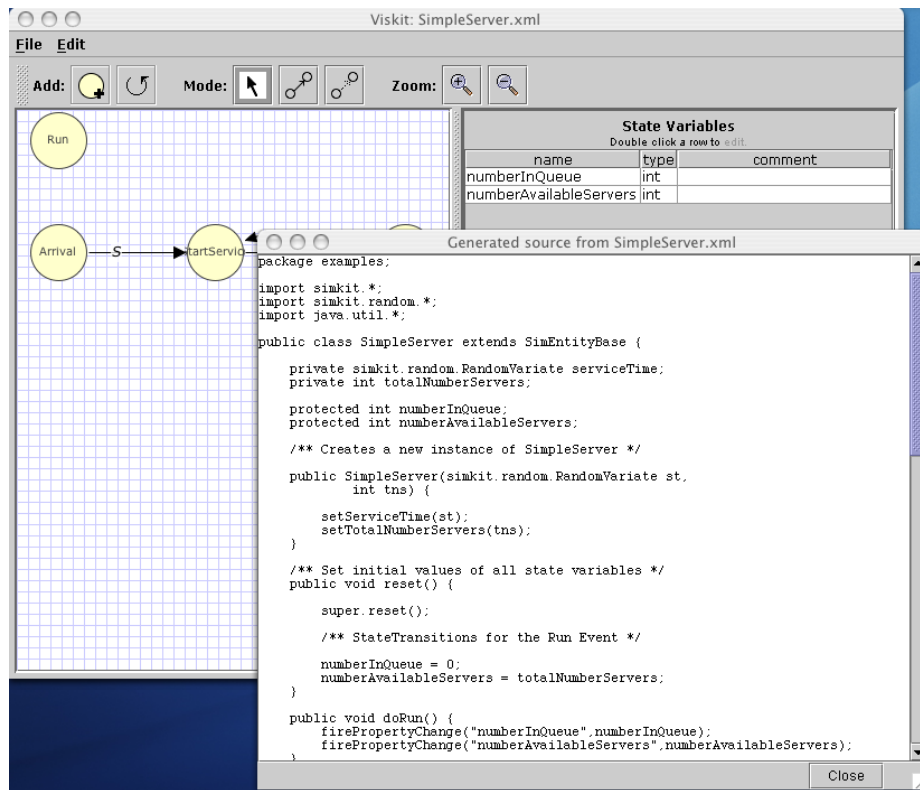 Viskit: SimpleServer.xml
File Edit
Add: Mode: Zoom:
Run
State Variables
Double click a row to edit.
name type comment
numberInQueue int
numberAvailableServers int
Arrival S tartServic
Generated source from SimpleServer.xml
package examples;
import simkit.*;
import simkit.random.*;
import java.util.*;
public class SimpleServer extends SimEntityBase {
private simkit.random.RandomVariate serviceTime;
private int totalNumberServers;
protected int numberInQueue;
protected int numberAvailableServers;
/** Creates a new instance of SimpleServer */
public SimpleServer(simkit.random.RandomVariate st,
int tns) {
setServiceTime(st);
setTotalNumberServers(tns);
}
/** Set initial values of all state variables */
public void reset() {
super.reset();
/** StateTransitions for the Run Event */
numberInQueue = 0;
numberAvailableServers = totalNumberServers;
}
public void doRun() {
firePropertyChange("numberInQueue",numberInQueue);
firePropertyChange("numberAvailableServers",numberAvailableServers);
}
Close